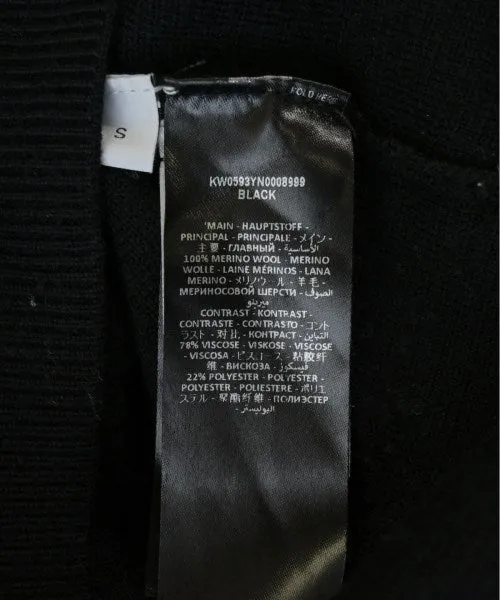 S
FOLD HERE
KW0593YN0008999
BLACK
MAIN - HAUPTSTOFF -
PRINCIPAL - PRINCIPALE - メイン -
主要 - ГЛАВНЫЙ - الأساسية -
100% MERINO WOOL - MERINO
WOLLE - LAINE MÉRINOS - LANA
MERINO - メリノウール - 羊毛 -
МЕРИНОСОВОЙ ШЕРСТИ - الصوف
ميرينو
CONTRAST - KONTRAST -
CONTRASTE - CONTRASTO - コント
ラスト - 对比 - КОНТРАСТ - التباين
78% VISCOSE - VISKOSE - VISCOSE
- VISCOSA - ビスコース - 粘胶纤
维 - ВИСКОЗА - فيسكوز
22% POLYESTER - POLYESTER -
POLYESTER - POLIESTERE - ポリエ
ステル - 聚酯纤维 - ПОЛИЭСТЕР
- البوليستر